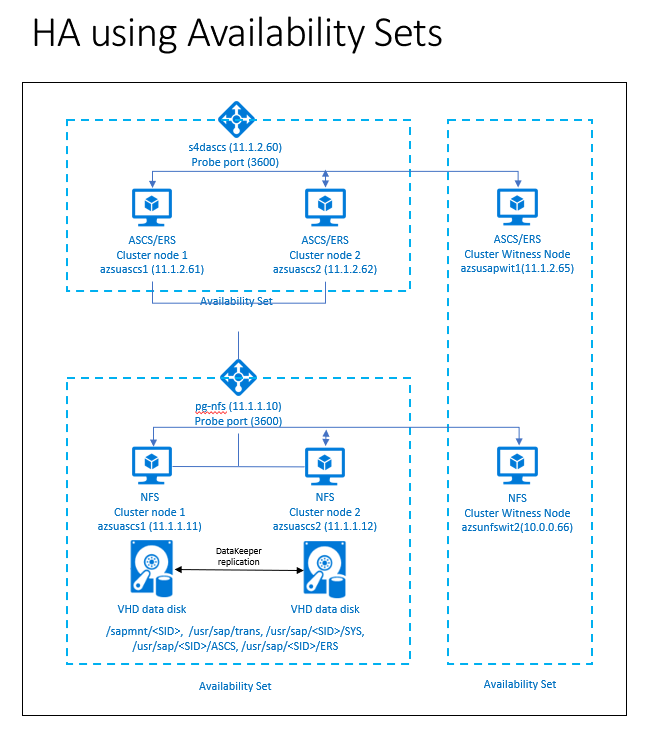 HA using Availability Sets
s4dascs (11.1.2.60)
Probe port (3600)
ASCS/ERS
Cluster node 1
azsuascs1 (11.1.2.61)
ASCS/ERS
Cluster node 2
azsuascs2 (11.1.2.62)
ASCS/ERS
Cluster Witness Node
azsusapwit1(11.1.2.65)
Availability Set
pg-nfs (11.1.1.10)
Probe port (3600)
NFS
Cluster node 1
azsuascs1 (11.1.1.11)
NFS
Cluster node 2
azsuascs2 (11.1.1.12)
NFS
Cluster Witness Node
azsunfswit2(10.0.0.66)
DataKeeper
replication
VHD data disk
VHD data disk
/sapmnt/<SID>, /usr/sap/trans, /usr/sap/<SID>/SYS,
/usr/sap/<SID>/ASCS, /usr/sap/<SID>/ERS
Availability Set
Availability Set